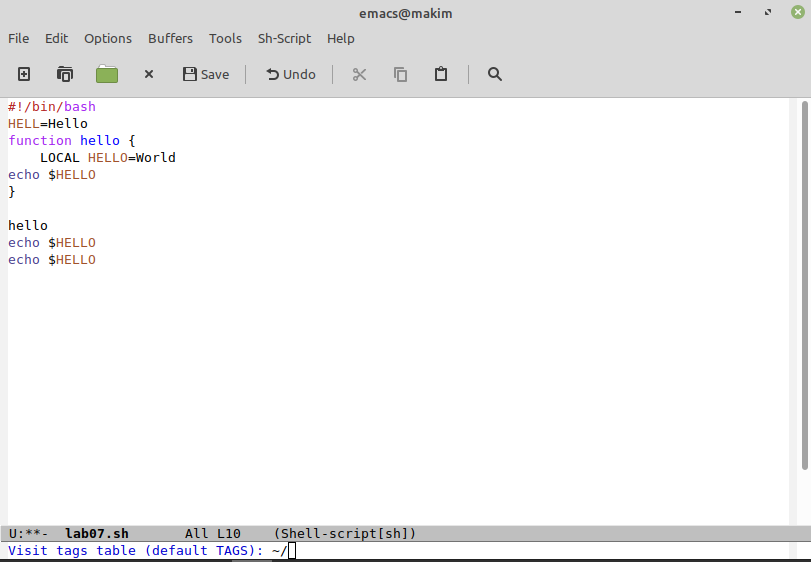 emacs@makim
File Edit Options Buffers Tools Sh-Script Help
Save Undo
#!/bin/bash
HELL=Hello
function hello {
    LOCAL HELLO=World
echo $HELLO
}
hello
echo $HELLO
echo $HELLO
U:**-  lab07.sh       All L10    (Shell-script[sh])
Visit tags table (default TAGS): ~/